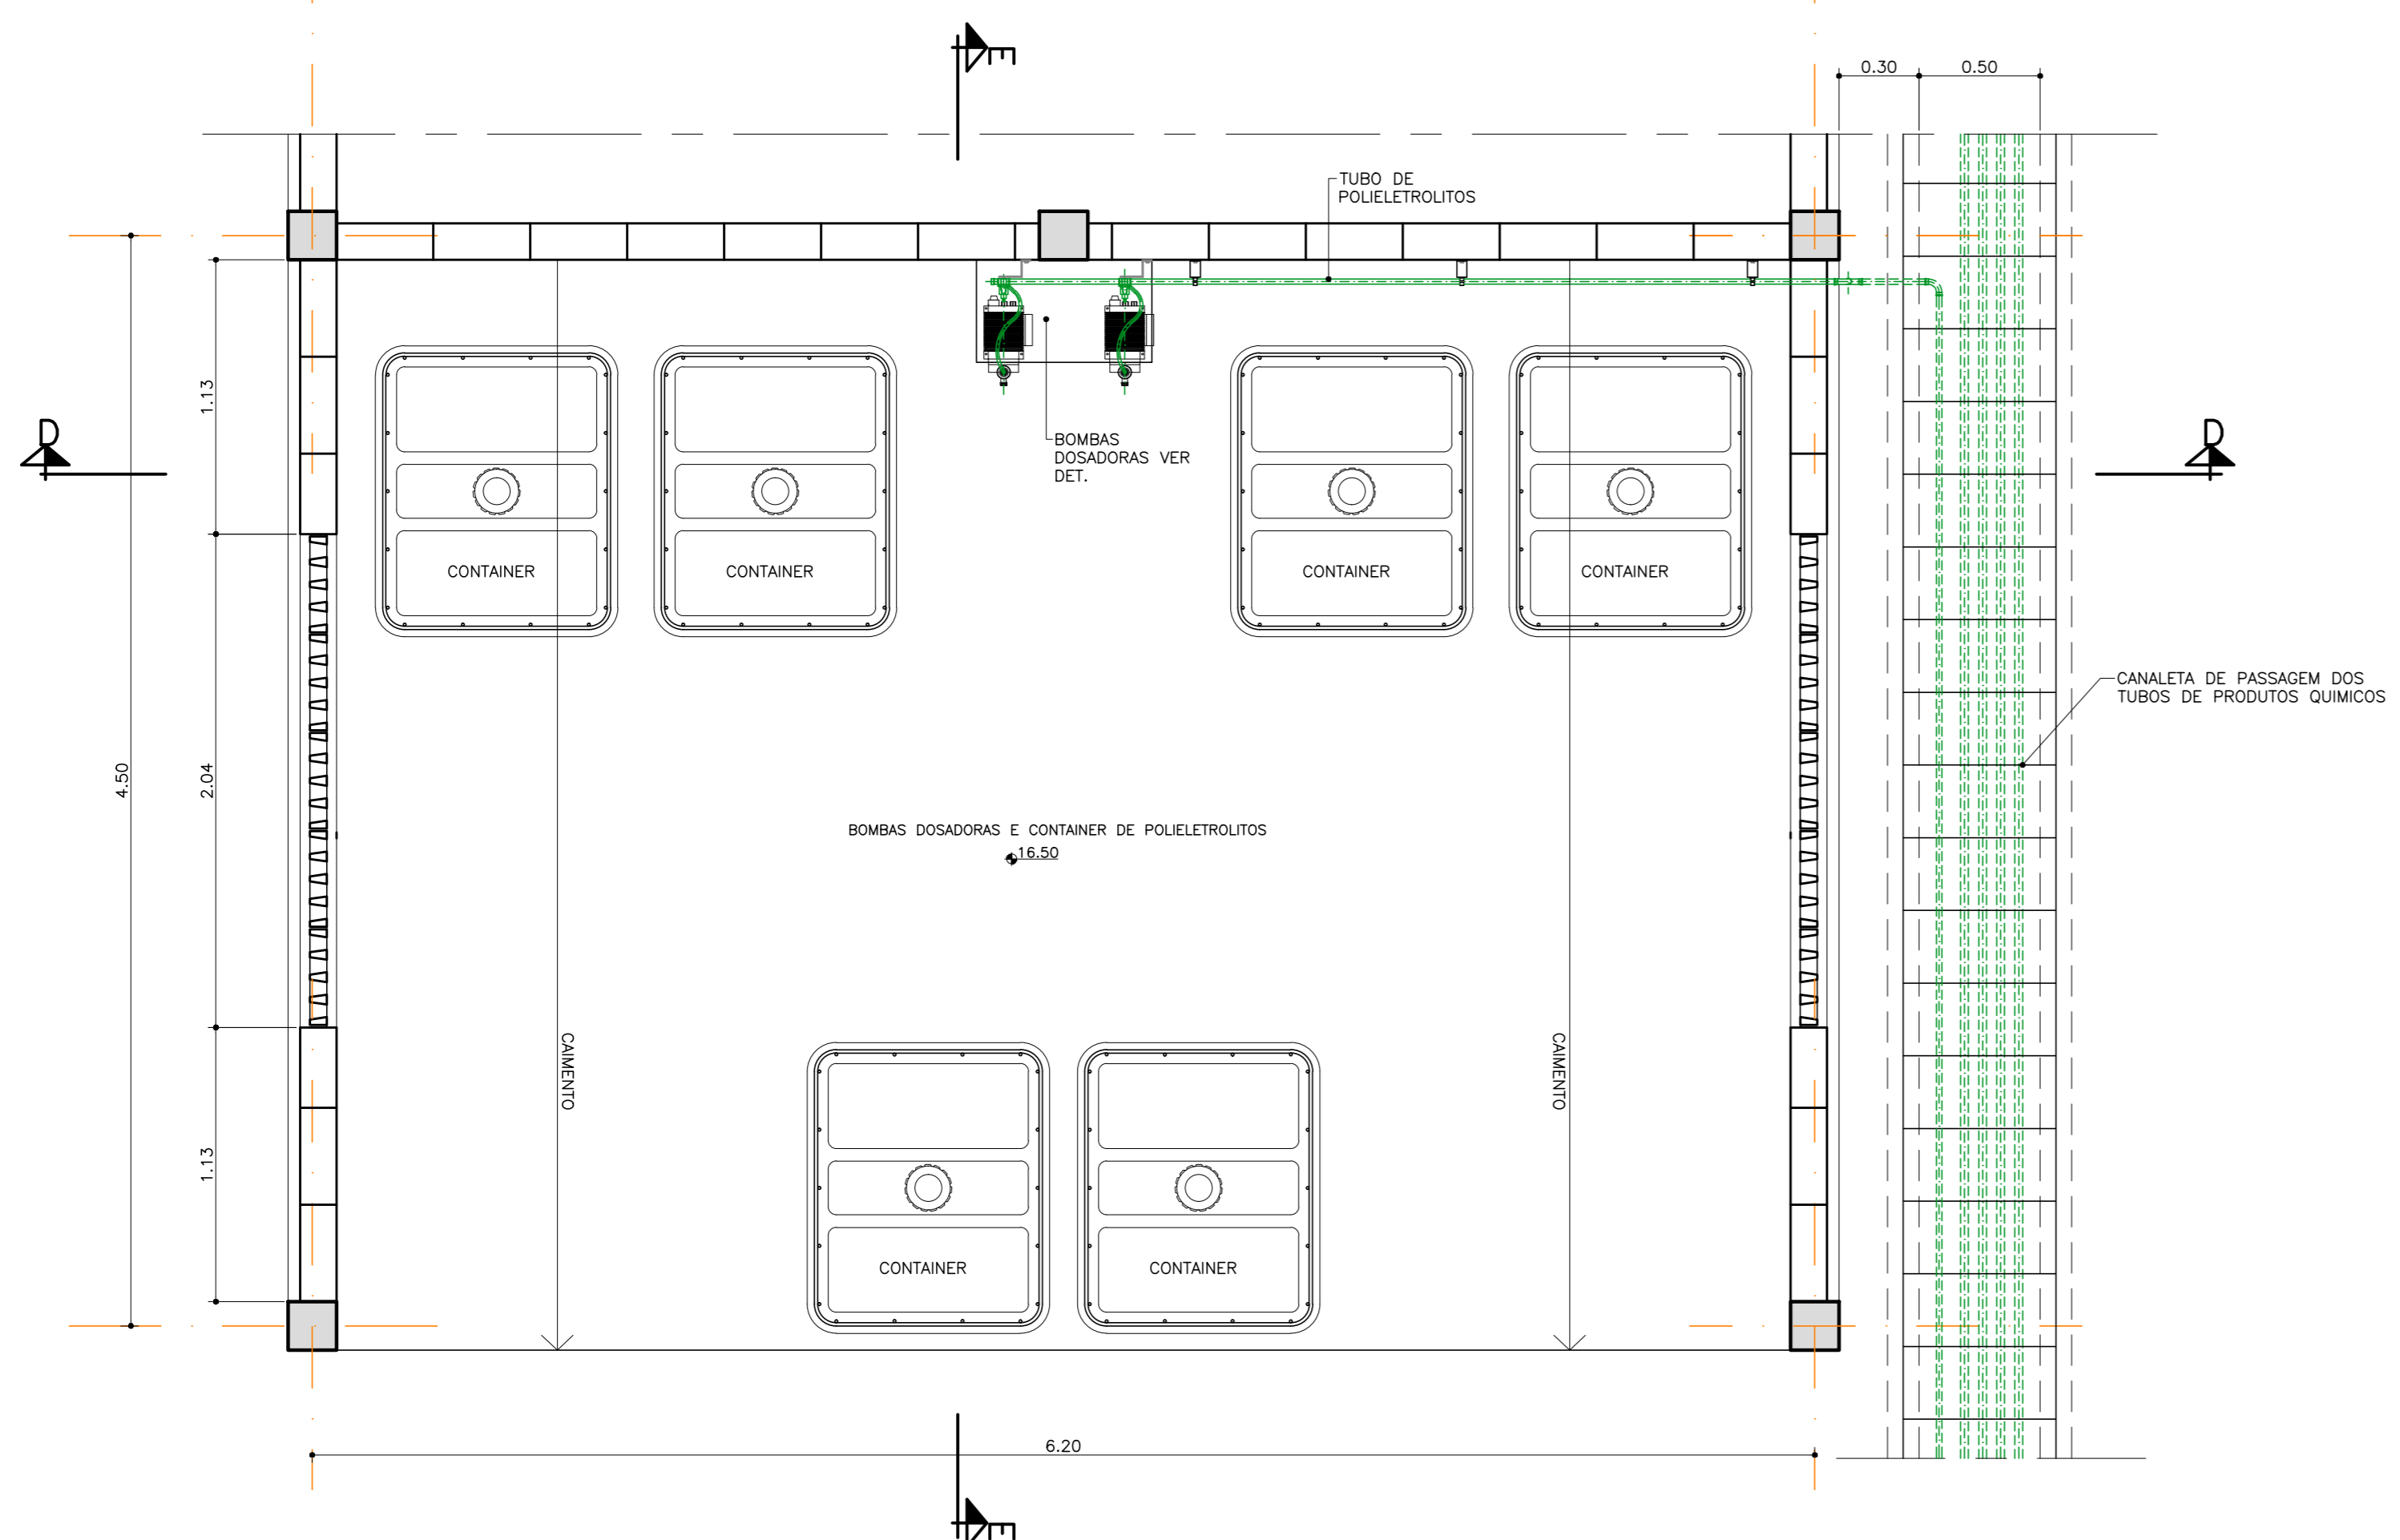 E
0.30
0.50
TUBO DE
POLIELETROLITOS
1.13
D
D
BOMBAS
DOSADORAS VER
DET.
CONTAINER
CONTAINER
CONTAINER
CONTAINER
CANALETA DE PASSAGEM DOS
TUBOS DE PRODUTOS QUIMICOS
4.50
2.04
BOMBAS DOSADORAS E CONTAINER DE POLIELETROLITOS
16.50
CAIMENTO
CAIMENTO
1.13
CONTAINER
CONTAINER
6.20
E